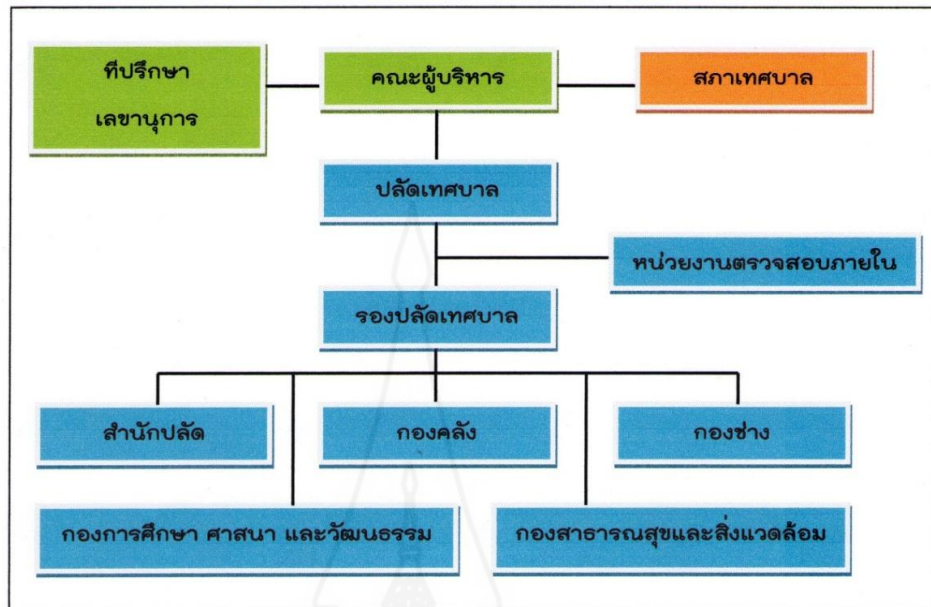 ที่ปรึกษา
เลขานุการ
คณะผู้บริหาร
สภาเทศบาล
ปลัดเทศบาล
หน่วยงานตรวจสอบภายใน
รองปลัดเทศบาล
สำนักปลัด
กองคลัง
กองช่าง
กองการศึกษา ศาสนา และวัฒนธรรม
กองสาธารณสุขและสิ่งแวดล้อม